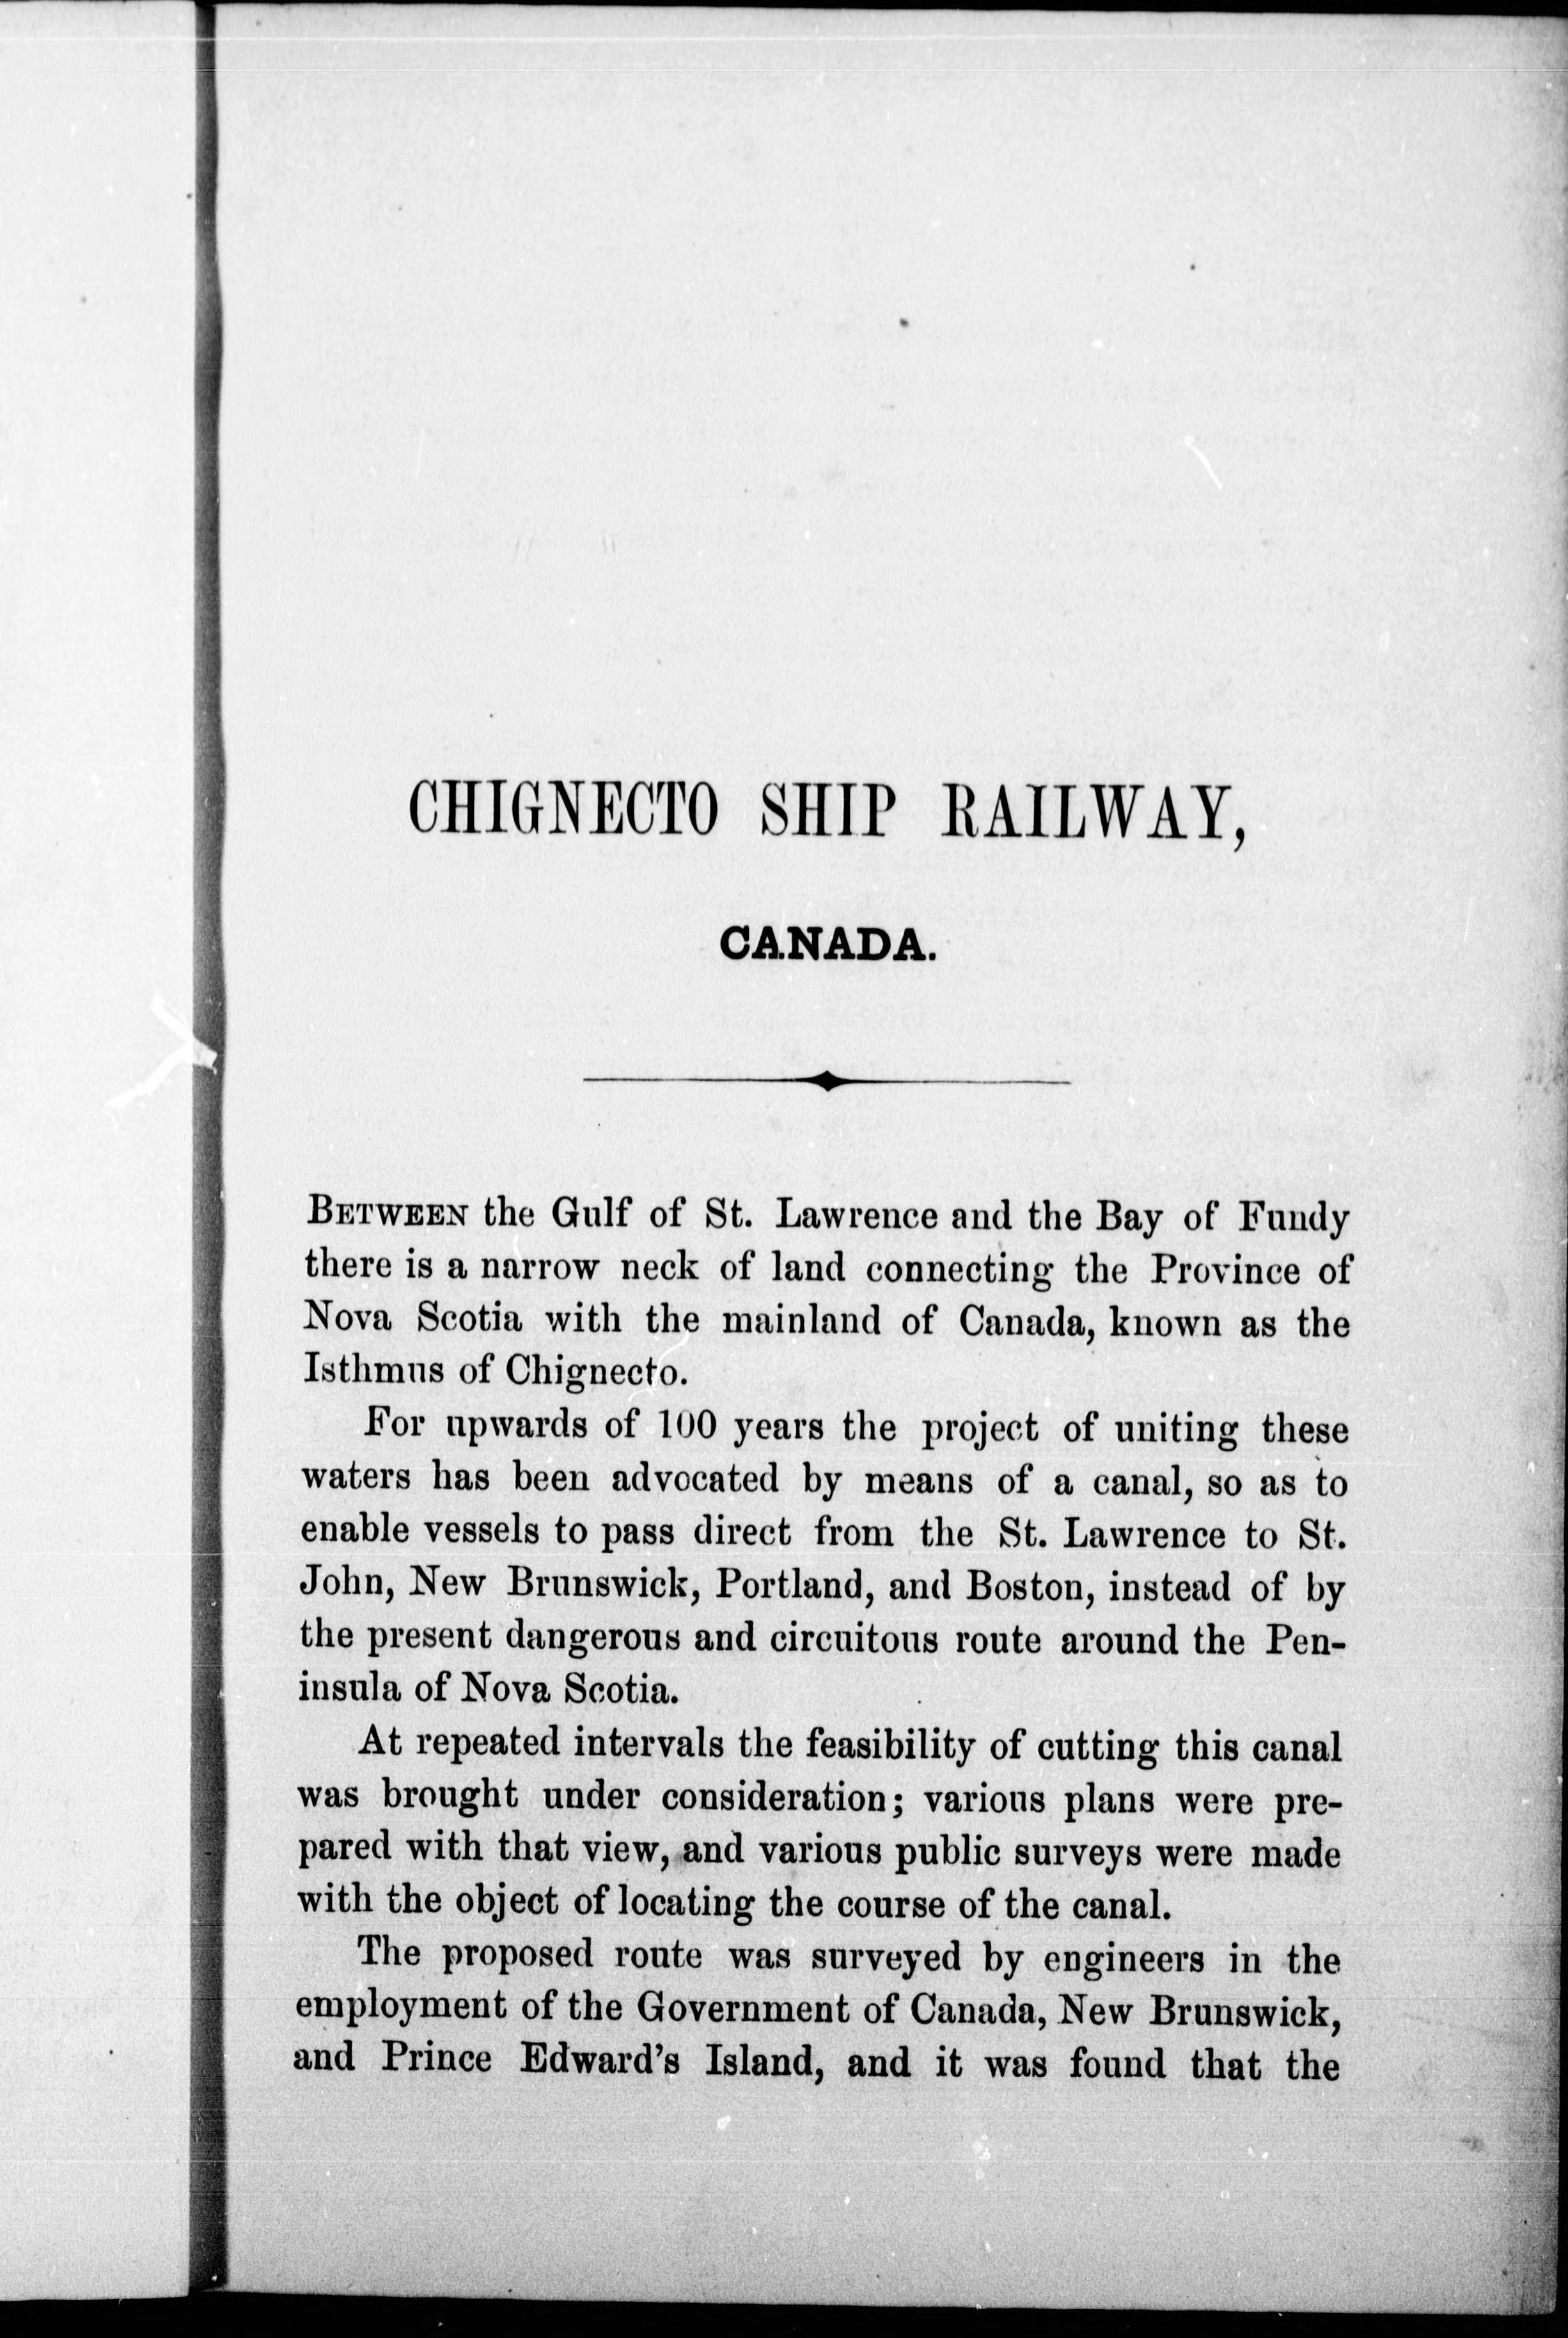 CHIGNECTO SHIP RAILWAY,
CANADA.
BETWEEN the Gulf of St. Lawrence and the Bay of Fundy
there is a narrow neck of land connecting the Province of
Nova Scotia with the mainland of Canada, known as the
Isthmus of Chignecto.
For upwards of 100 years the project of uniting these
waters has been advocated by means of a canal, so as to
enable vessels to pass direct from the St. Lawrence to St.
John, New Brunswick, Portland, and Boston, instead of by
the present dangerous and circuitous route around the Pen-
insula of Nova Scotia.
At repeated intervals the feasibility of cutting this canal
was brought under consideration; various plans were pre-
pared with that view, and various public surveys were made
with the object of locating the course of the canal.
The proposed route was surveyed by engineers in the
employment of the Government of Canada, New Brunswick,
and Prince Edward's Island, and it was found that the